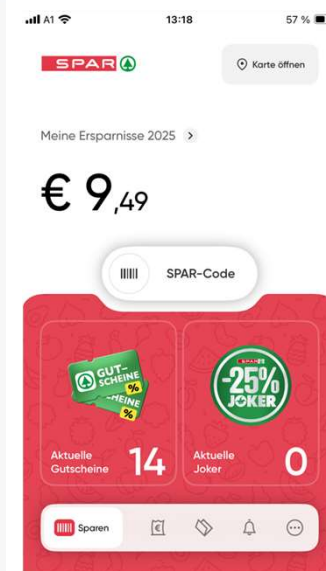 A1 13:18 57 %
SPAR Karte öffnen
Meine Ersparnisse 2025
€ 9,49
SPAR-Code
GUT-
SCHEINE
%
HEINE
%
SPAR
-25%
JOKER
Aktuelle
Gutscheine 14
Aktuelle
Joker 0
Sparen